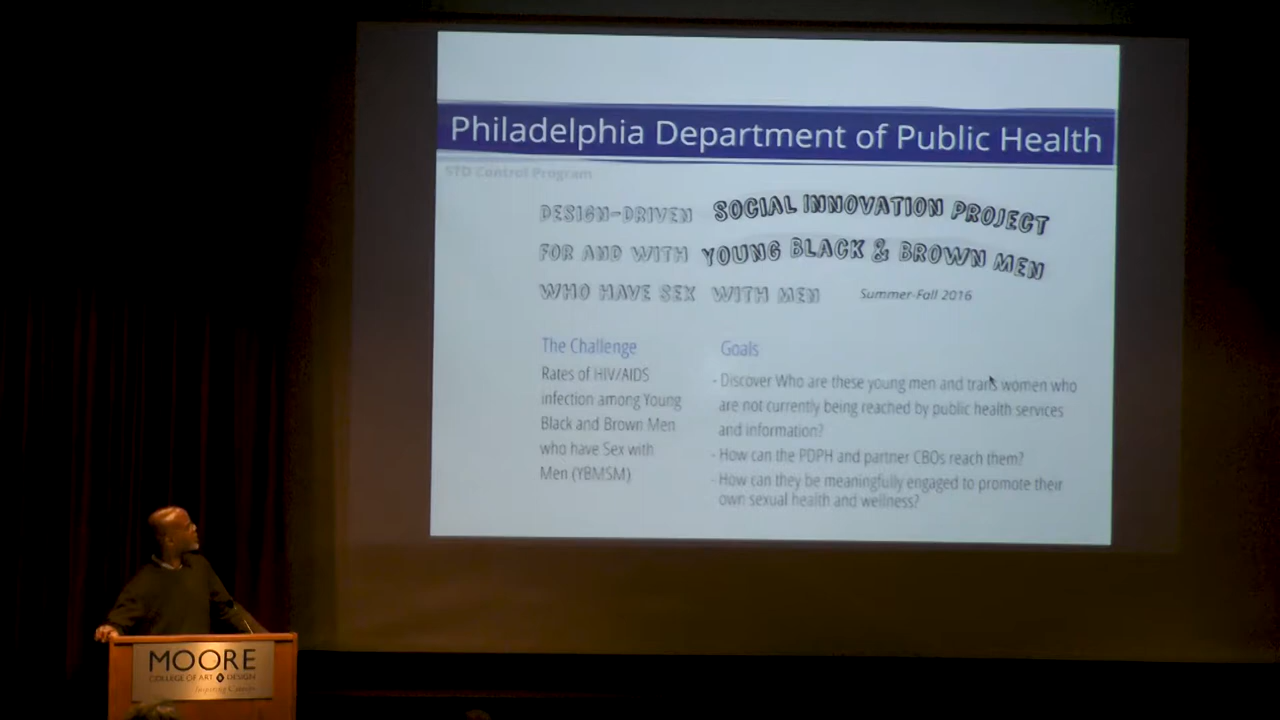 Philadelphia Department of Public Health
STD Control Program
DESIGN-DRIVEN SOCIAL INNOVATION PROJECT
FOR AND WITH YOUNG BLACK & BROWN MEN
WHO HAVE SEX WITH MEN Summer-Fall 2016
The Challenge
Rates of HIV/AIDS
infection among Young
Black and Brown Men
who have Sex with
Men (YBMSM)
Goals
- Discover Who are these young men and trans women who
are not currently being reached by public health services
and information?
- How can the PDPH and partner CBOs reach them?
- How can they be meaningfully engaged to promote their
own sexual health and wellness?
MOORE
COLLEGE OF ART & DESIGN
Inspiring Careers